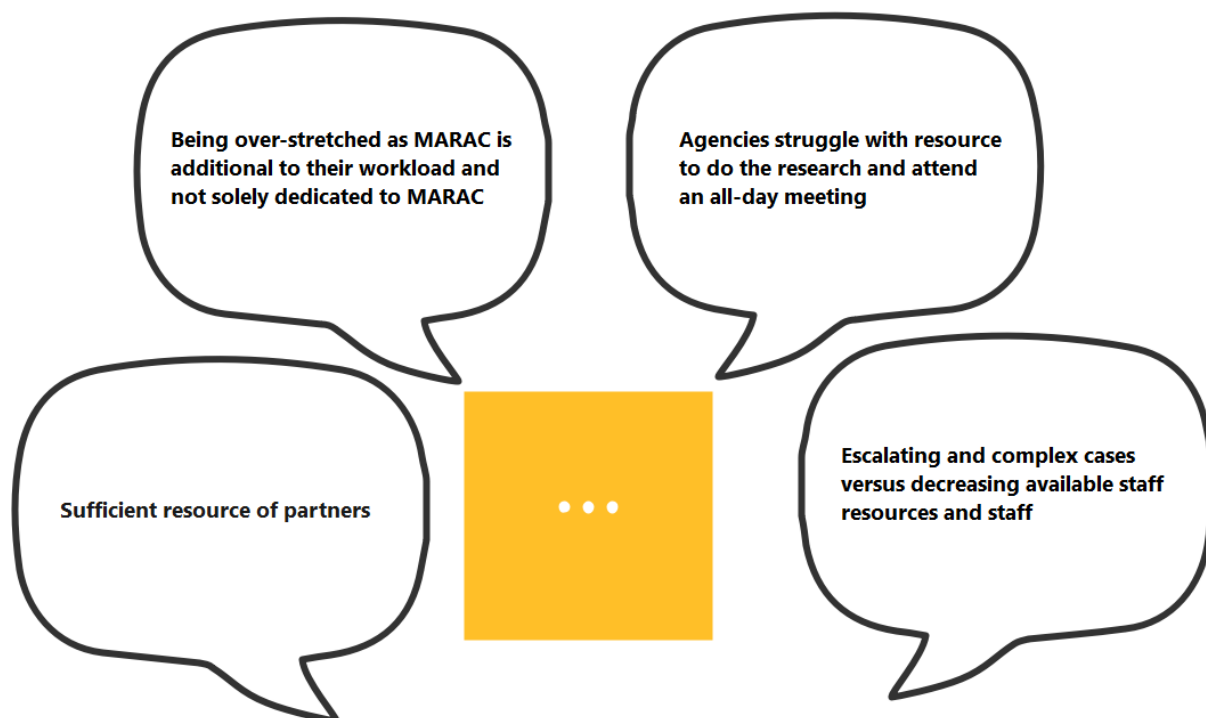 Being over-stretched as MARAC is
additional to their workload and
not solely dedicated to MARAC
Agencies struggle with resource
to do the research and attend
an all-day meeting
Sufficient resource of partners
...
Escalating and complex cases
versus decreasing available staff
resources and staff